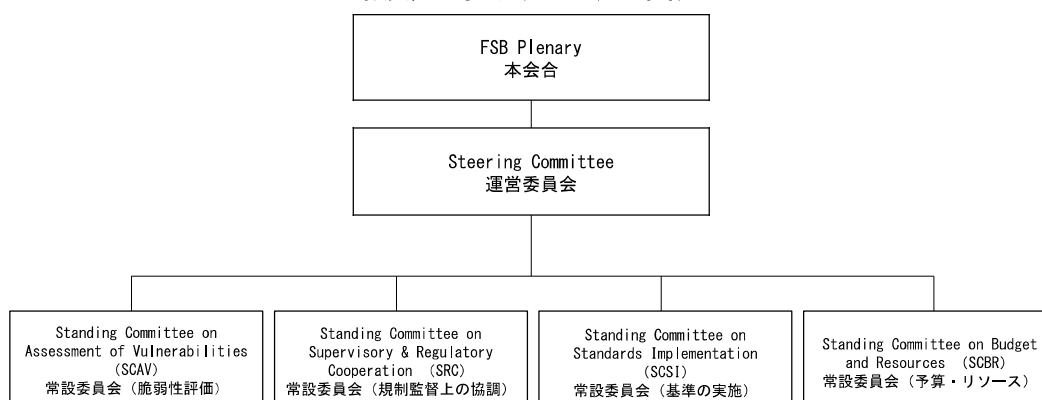 FSB Plenary
本会合
Steering Committee
運営委員会
Standing Committee on
Assessment of Vulnerabilities
(SCAV)
常設委員会（脆弱性評価）
Standing Committee on
Supervisory & Regulatory
Cooperation (SRC)
常設委員会（規制監督上の協調）
Standing Committee on
Standards Implementation
(SCSI)
常設委員会（基準の実施）
Standing Committee on Budget
and Resources (SCBR)
常設委員会（予算・リソース）